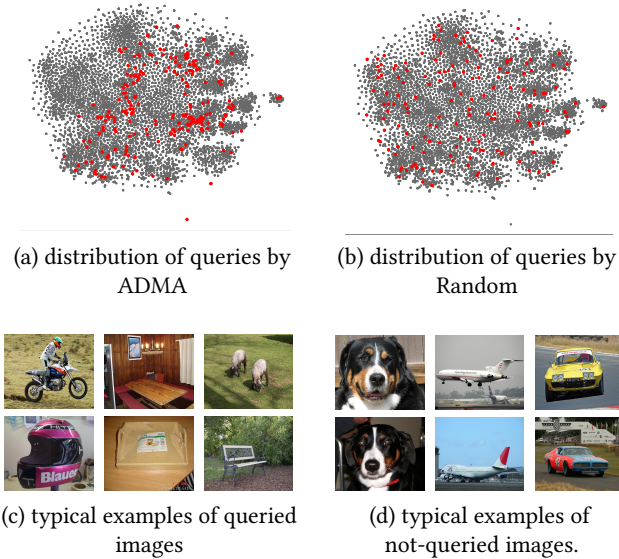 (a) distribution of queries by
ADMA
(b) distribution of queries by
Random
Blauer
(c) typical examples of queried
images
(d) typical examples of
not-queried images.